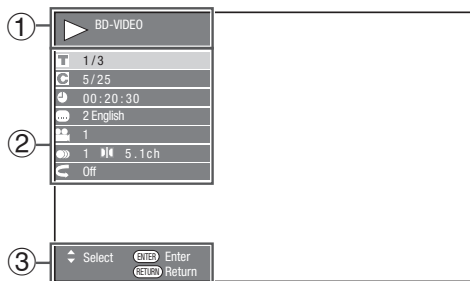 1
BD-VIDEO
T 1/3
C 5/25
00:20:30
2 English
2
1
1 5.1ch
Off
3
Select ENTER Enter
RETURN Return